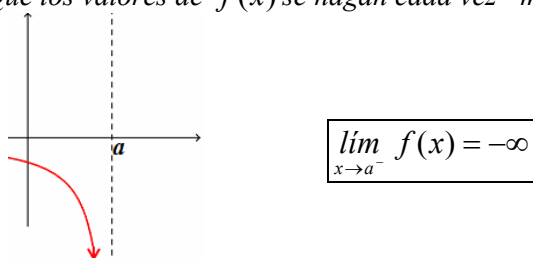 que los valores de f(x) se hagan cada vez
a
lím f(x) = −∞
x→a⁻